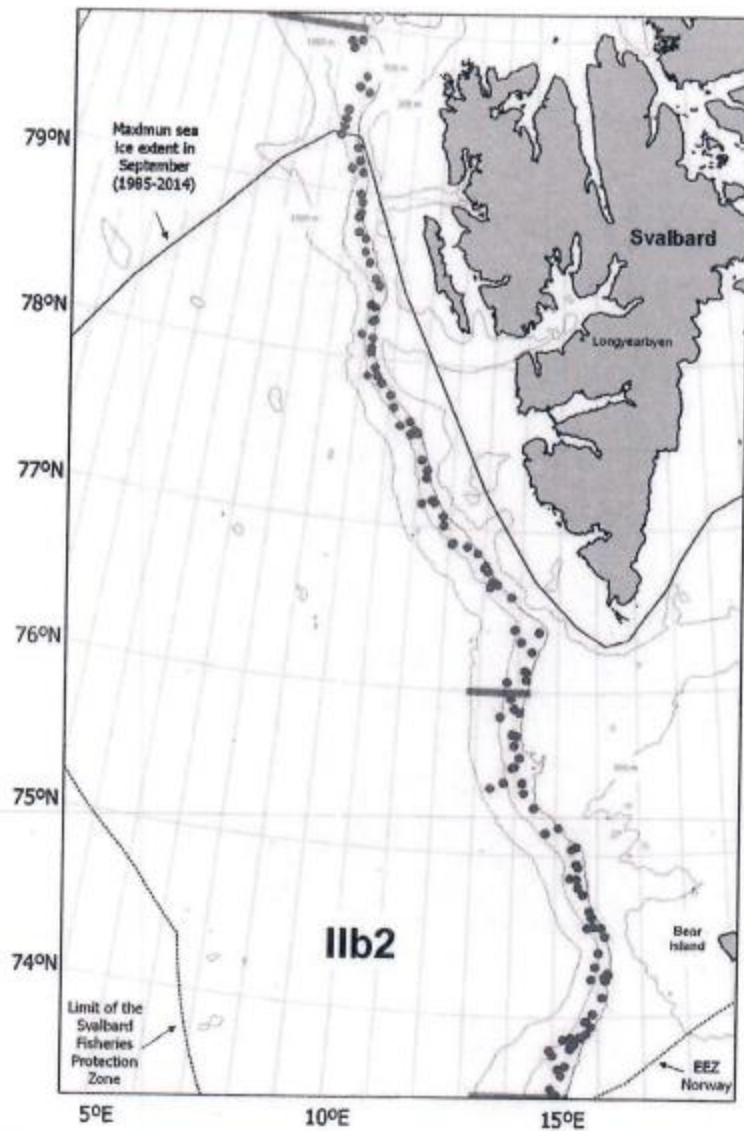 79ºN
Maximun sea
ice extent in
September
(1985-2014)
Svalbard
78ºN
Longyearbyen
77ºN
76ºN
75ºN
IIb2
Bear
Island
74ºN
Limit of the
Svalbard
Fisheries
Protection
Zone
EEZ
Norway
5ºE
10ºE
15ºE